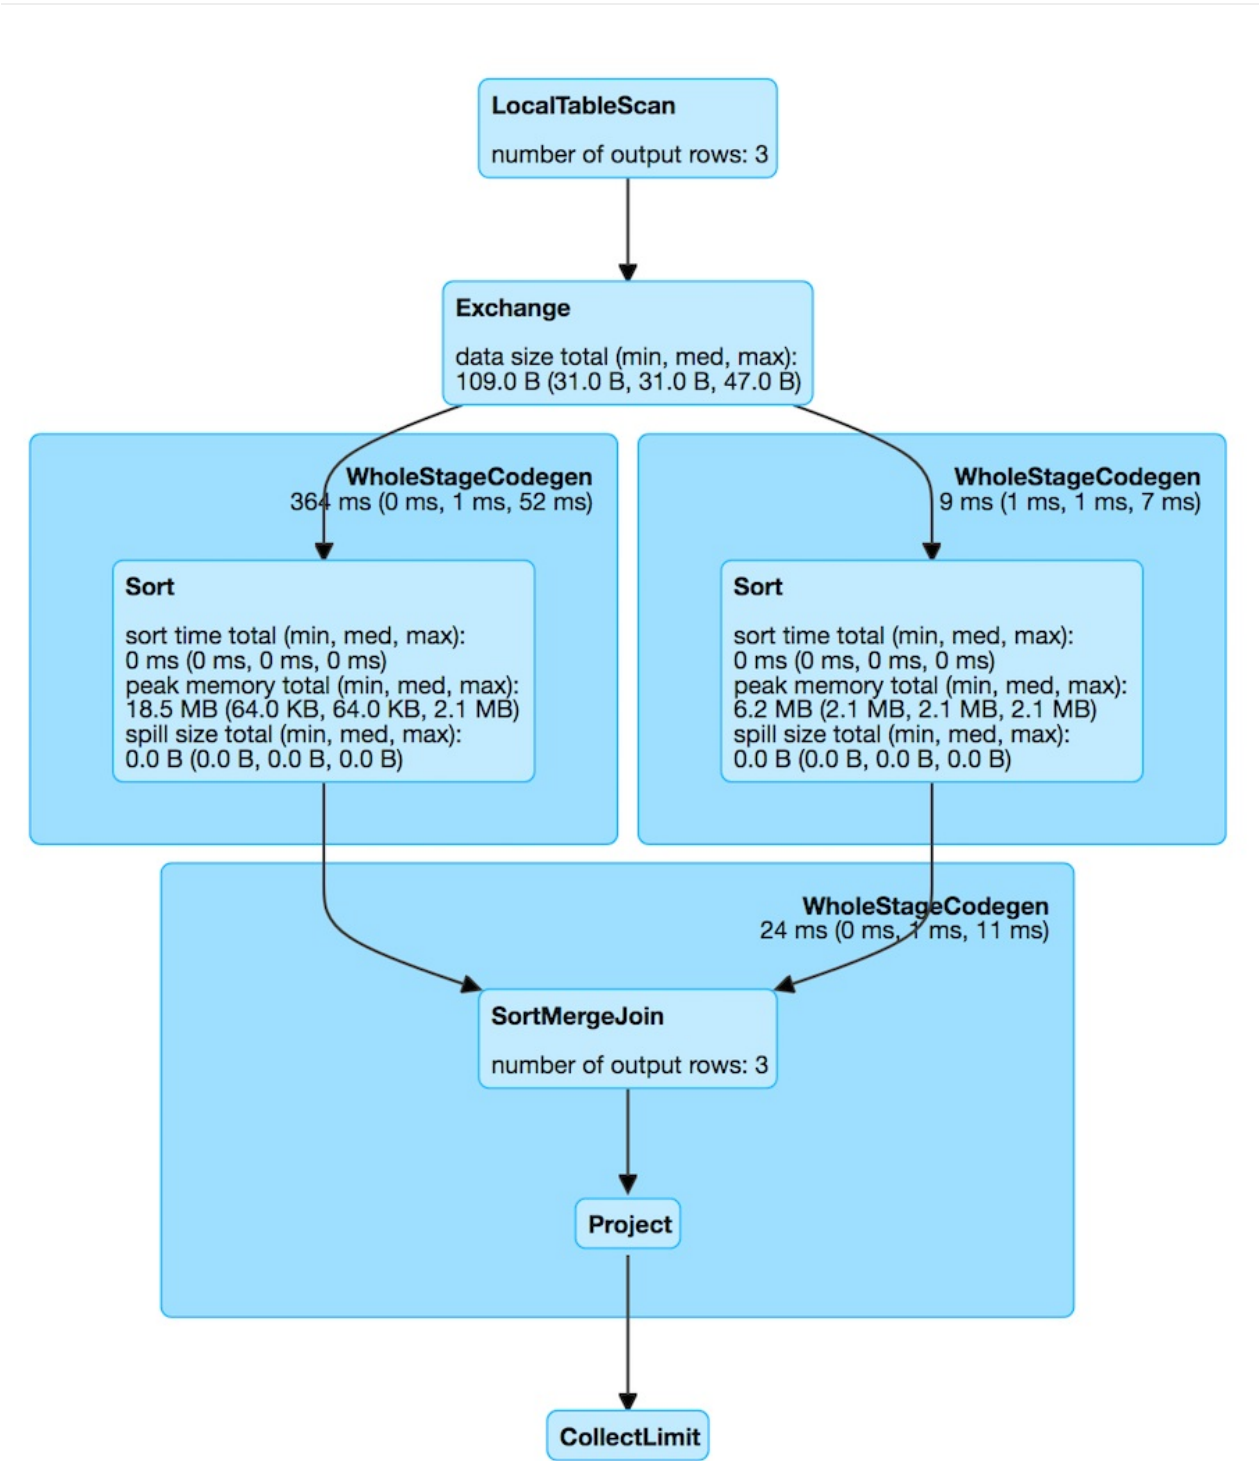 LocalTableScan
number of output rows: 3
Exchange
data size total (min, med, max):
109.0 B (31.0 B, 31.0 B, 47.0 B)
WholeStageCodegen
364 ms (0 ms, 1 ms, 52 ms)
Sort
sort time total (min, med, max):
0 ms (0 ms, 0 ms, 0 ms)
peak memory total (min, med, max):
18.5 MB (64.0 KB, 64.0 KB, 2.1 MB)
spill size total (min, med, max):
0.0 B (0.0 B, 0.0 B, 0.0 B)
WholeStageCodegen
9 ms (1 ms, 1 ms, 7 ms)
Sort
sort time total (min, med, max):
0 ms (0 ms, 0 ms, 0 ms)
peak memory total (min, med, max):
6.2 MB (2.1 MB, 2.1 MB, 2.1 MB)
spill size total (min, med, max):
0.0 B (0.0 B, 0.0 B, 0.0 B)
WholeStageCodegen
24 ms (0 ms, 1 ms, 11 ms)
SortMergeJoin
number of output rows: 3
Project
CollectLimit